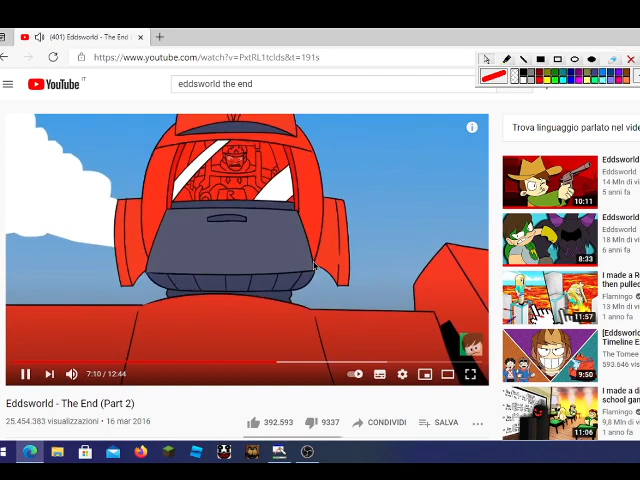 (401) Eddsworld - The End
https://www.youtube.com/watch?v=PxtRL1tclds&t=191s
YouTube IT
eddsworld the end
Trova linguaggio parlato nel vide
10:11
Eddsworld
Eddsworld
14 Mln di vi
5 anni fa
8:33
Eddsworld
Eddsworld
18 Mln di vi
6 anni fa
11:57
I made a R
then pulled
Flamingo
13 Mln di vi
1 anno fa
9:50
[Eddsworld
Timeline Ex
The Tomee
593.646 vis
11:06
I made a di
school gam
Flamingo
9,8 Mln di vi
1 anno fa
7:10 / 12:44
Eddsworld - The End (Part 2)
25.454.383 visualizzazioni • 16 mar 2016
392.593
9337
CONDIVIDI
SALVA